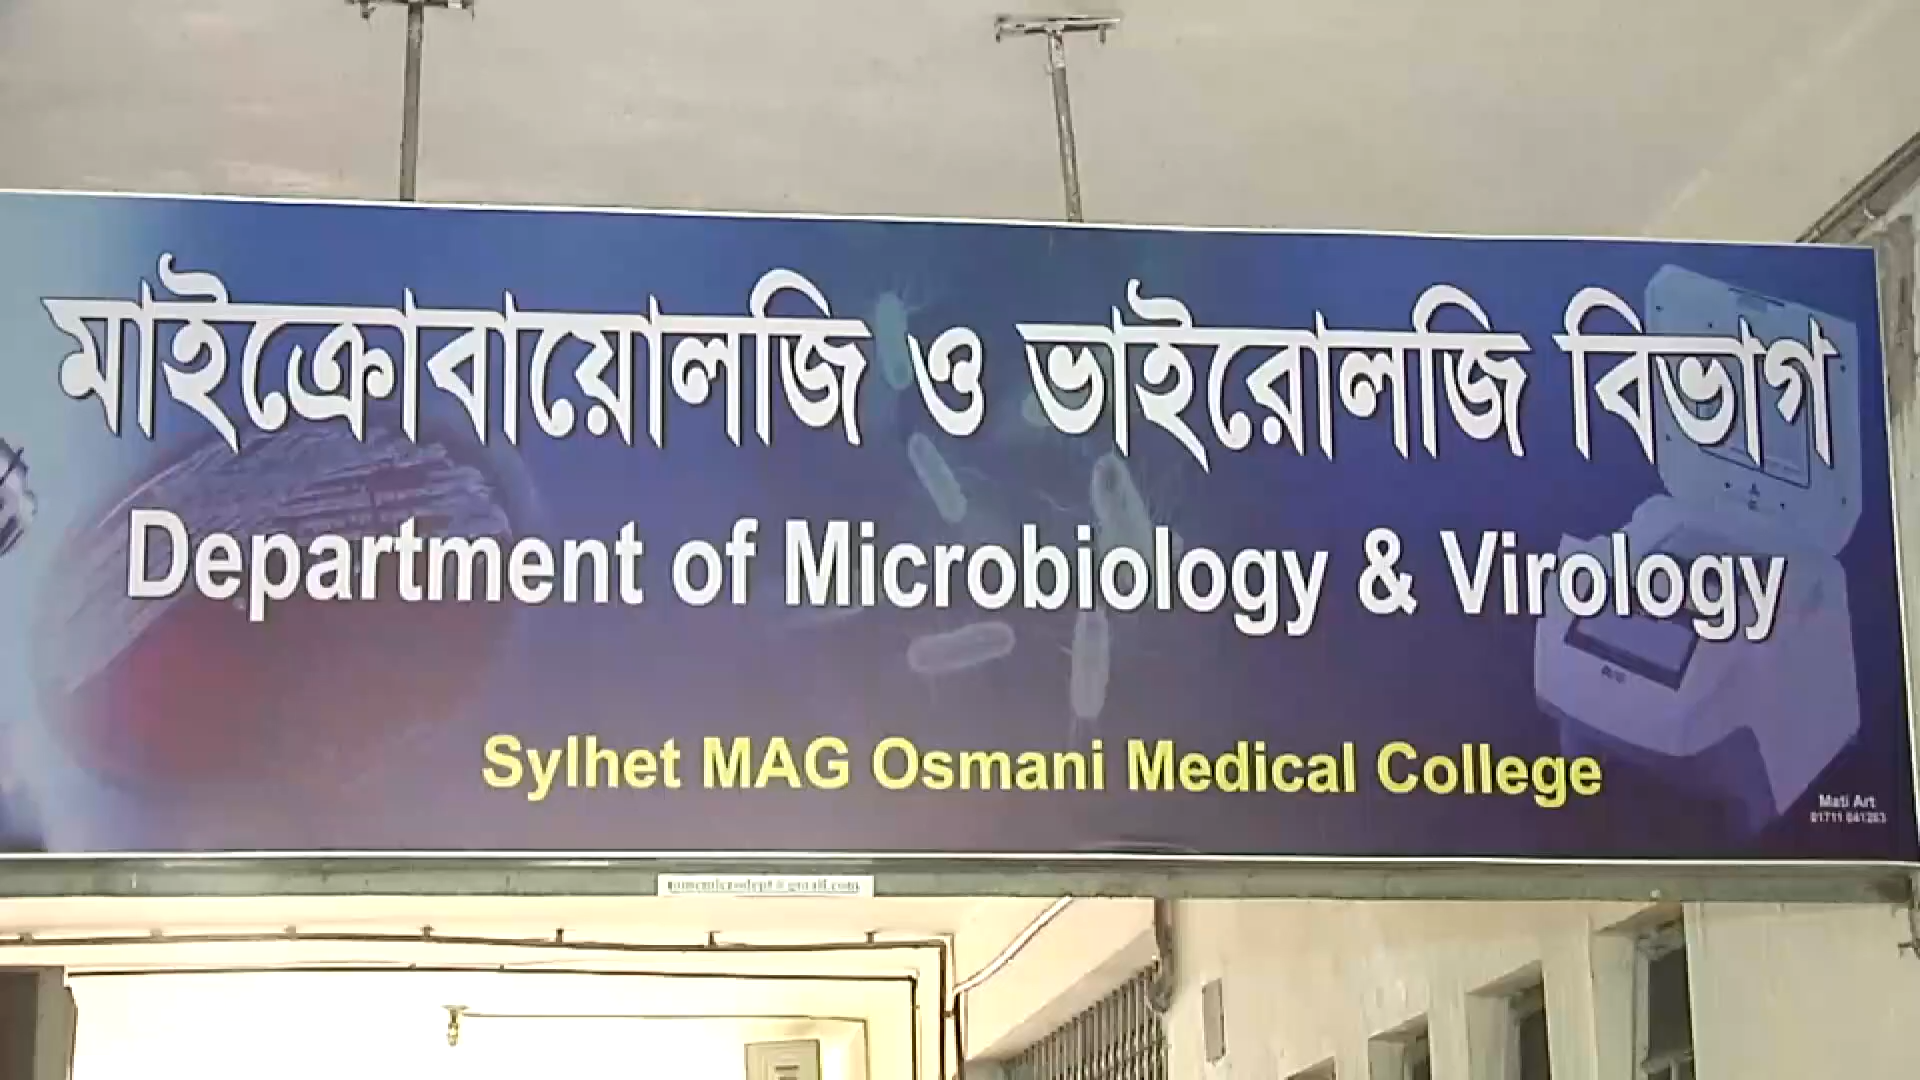 মাইক্রোবায়োলজি ও ভাইরোলজি বিভাগ
Department of Microbiology & Virology
Sylhet MAG Osmani Medical College
Mati Art